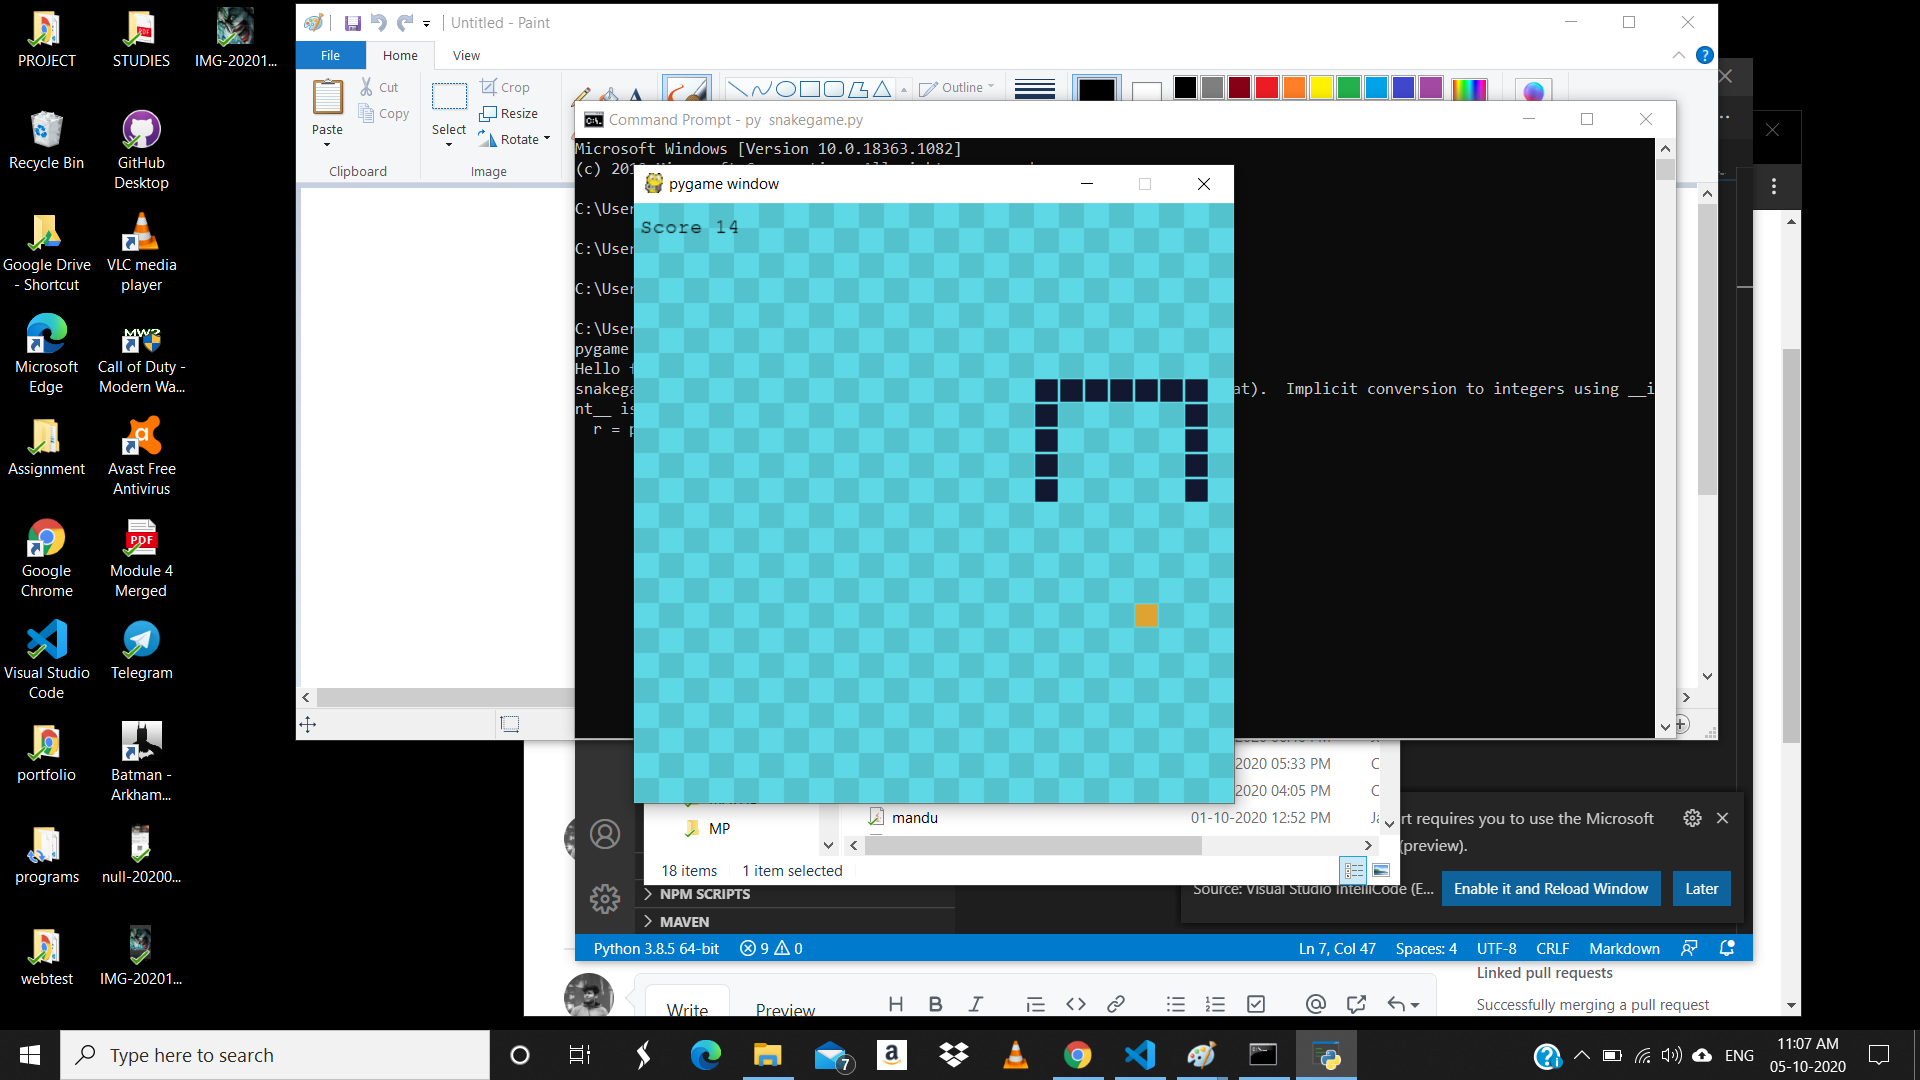 PROJECT
STUDIES
IMG-20201...
Recycle Bin
GitHub
Desktop
Google Drive
- Shortcut
VLC media
player
Microsoft
Edge
Call of Duty -
Modern Wa...
Assignment
Avast Free
Antivirus
Google
Chrome
Module 4
Merged
Visual Studio
Code
Telegram
portfolio
Batman -
Arkham...
programs
null-20200...
webtest
IMG-20201...
Untitled - Paint
File
Home
View
Paste
Cut
Copy
Clipboard
Select
Crop
Resize
Rotate
Image
Outline
Command Prompt - py  snakegame.py
Microsoft Windows [Version 10.0.18363.1082]
(c) 201
C:\User
C:\User
C:\User
C:\User
pygame
Hello f
snakega
at).  Implicit conversion to integers using __i
nt__ is
r = p
pygame window
Score 14
2020 05:33 PM
2020 04:05 PM
mandu
01-10-2020 12:52 PM
MP
18 items
1 item selected
NPM SCRIPTS
MAVEN
rt requires you to use the Microsoft
(preview).
Source: Visual Studio IntelliCode (E...
Enable it and Reload Window
Later
Python 3.8.5 64-bit
9
0
Ln 7, Col 47
Spaces: 4
UTF-8
CRLF
Markdown
Linked pull requests
Successfully merging a pull request
Write
Preview
Type here to search
7
ENG
11:07 AM
05-10-2020